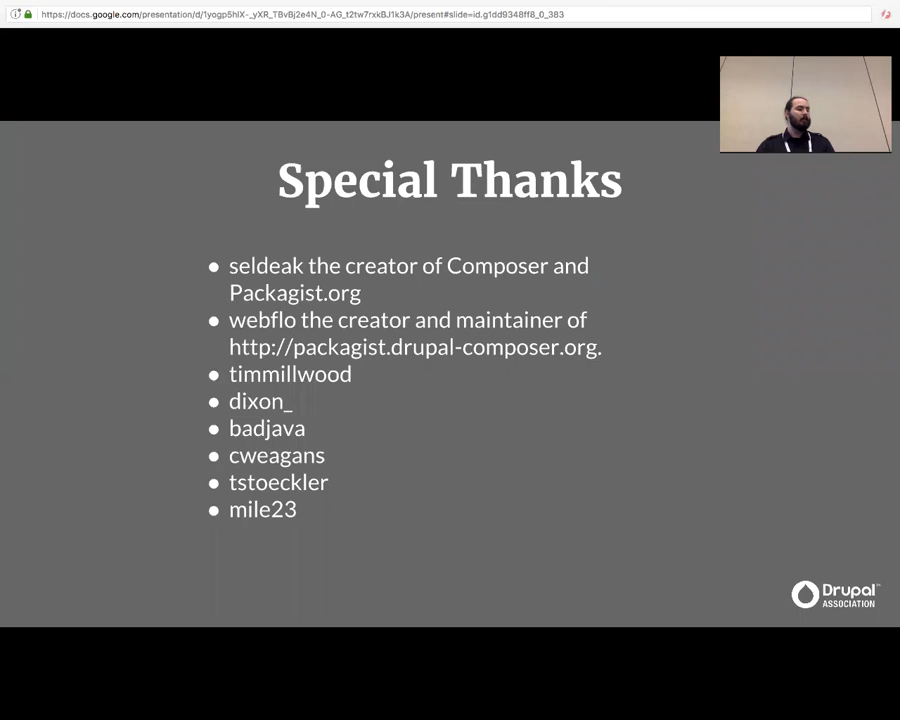 https://docs.google.com/presentation/d/1yogp5hlX-_yXR_TBvBj2e4N_0-AG_t2tw7rxkBJ1k3A/present#slide=id.g1dd9348ff8_0_383
Special Thanks
● seldeak the creator of Composer and
Packagist.org
● webflo the creator and maintainer of
http://packagist.drupal-composer.org.
● timmillwood
● dixon_
● badjava
● cweagans
● tstoeckler
● mile23
Drupal™
ASSOCIATION